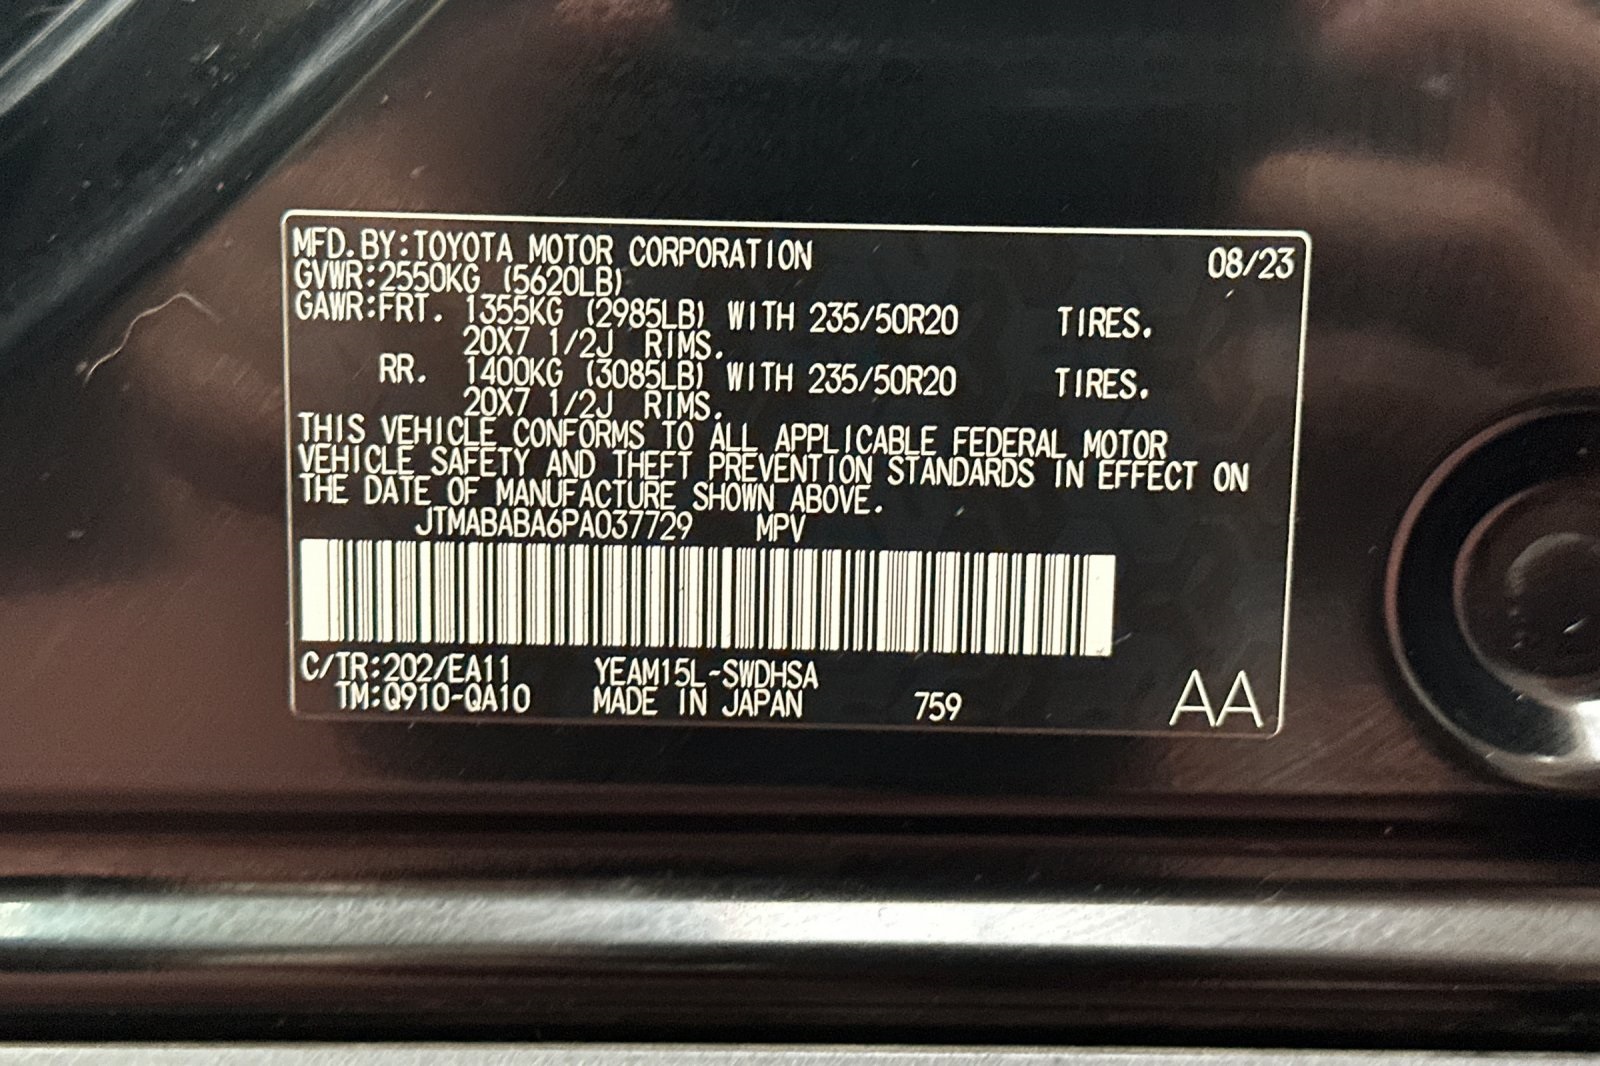 MFD. BY:TOYOTA MOTOR CORPORATION 08/23
GVWR:2550KG (5620LB)
GAWR:FRT. 1355KG (2985LB) WITH 235/50R20 TIRES.
20X7 1/2J RIMS.
RR. 1400KG (3085LB) WITH 235/50R20 TIRES.
20X7 1/2J RIMS.
THIS VEHICLE CONFORMS TO ALL APPLICABLE FEDERAL MOTOR
VEHICLE SAFETY AND THEFT PREVENTION STANDARDS IN EFFECT ON
THE DATE OF MANUFACTURE SHOWN ABOVE.
JTMABABA6PA037729 MPV
C/TR:202/EA11 YEAM15L-SWDHSA
TM:Q910-QA10 MADE IN JAPAN 759 AA